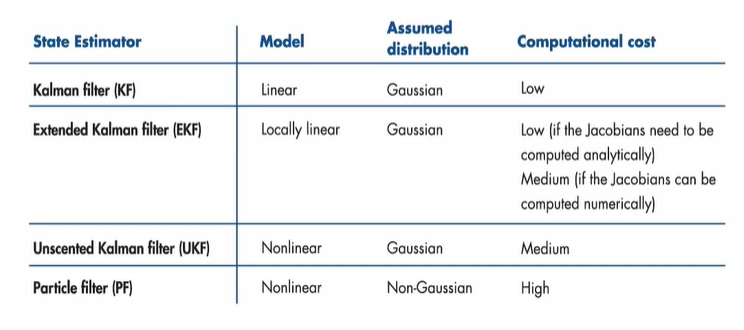 State Estimator Model Assumed distribution Computational cost
Kalman filter (KF) Linear Gaussian Low
Extended Kalman filter (EKF) Locally linear Gaussian Low (if the Jacobians need to be
computed analytically)
Medium (if the Jacobians can be
computed numerically)
Unscented Kalman filter (UKF) Nonlinear Gaussian Medium
Particle filter (PF) Nonlinear Non-Gaussian High